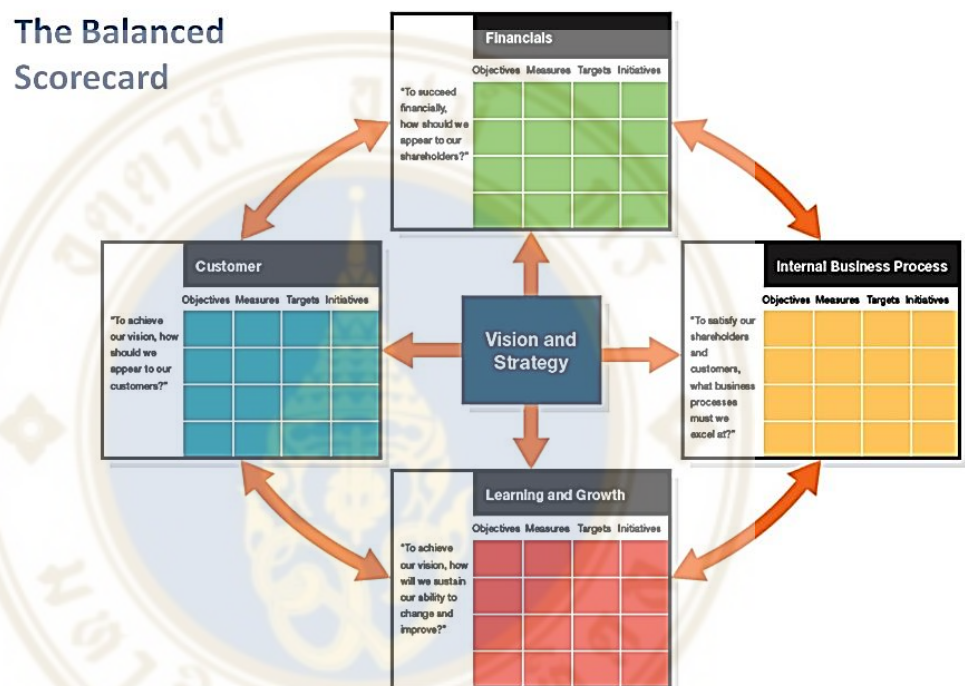 The Balanced
Scorecard
Financials
Objectives Measures Targets Initiatives
"To succeed
financially,
how should we
appear to our
shareholders?"
Customer
Objectives Measures Targets Initiatives
"To achieve
our vision, how
should we
appear to our
customers?"
Vision and
Strategy
Internal Business Process
Objectives Measures Targets Initiatives
"To satisfy our
shareholders
and
customers,
what business
processes
must we
excel at?"
Learning and Growth
Objectives Measures Targets Initiatives
"To achieve
our vision, how
will we sustain
our ability to
change and
improve?"